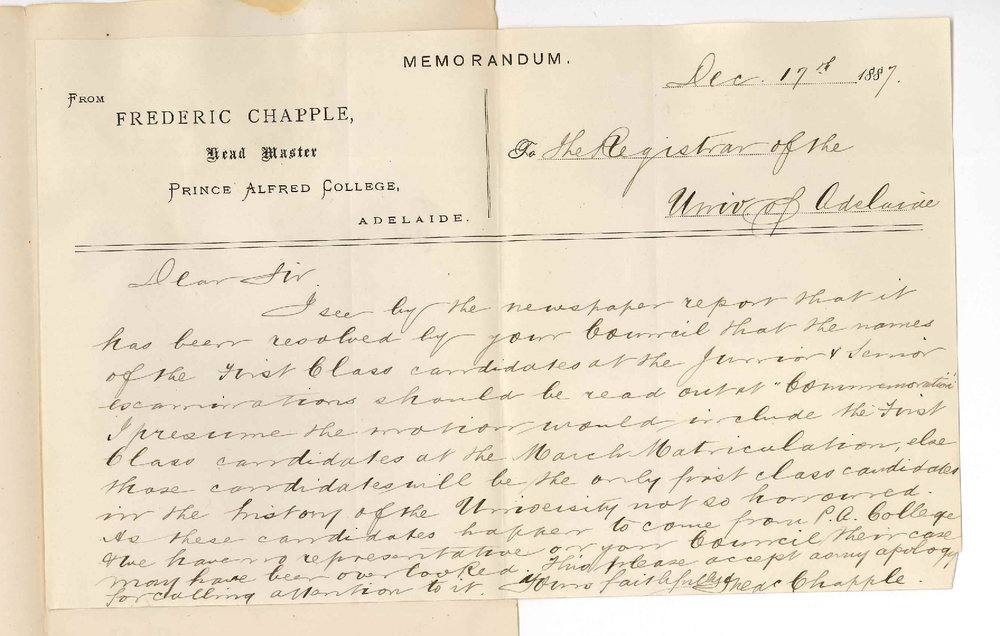 MEMORANDUM.
Dec. 17th 1887.
FROM
FREDERIC CHAPPLE,
Head Master
PRINCE ALFRED COLLEGE,
ADELAIDE.
To the Registrar of the
Univ. of Adelaide
Dear Sir
I see by the newspaper report that it
has been resolved by your Council that the names
of the First Class candidates at the Junior & Senior
examinations should be read out at "Commemoration"
I presume the motion would include the First
Class candidates at the March Matriculation, else
those candidates will be the only first class candidates
in the history of the University not so honoured.
As these candidates happen to come from P.A. College
& we have no representative on your Council their case
may have been overlooked. This please accept as my apology
for calling attention to it. Yours faithfully Fredc Chapple.